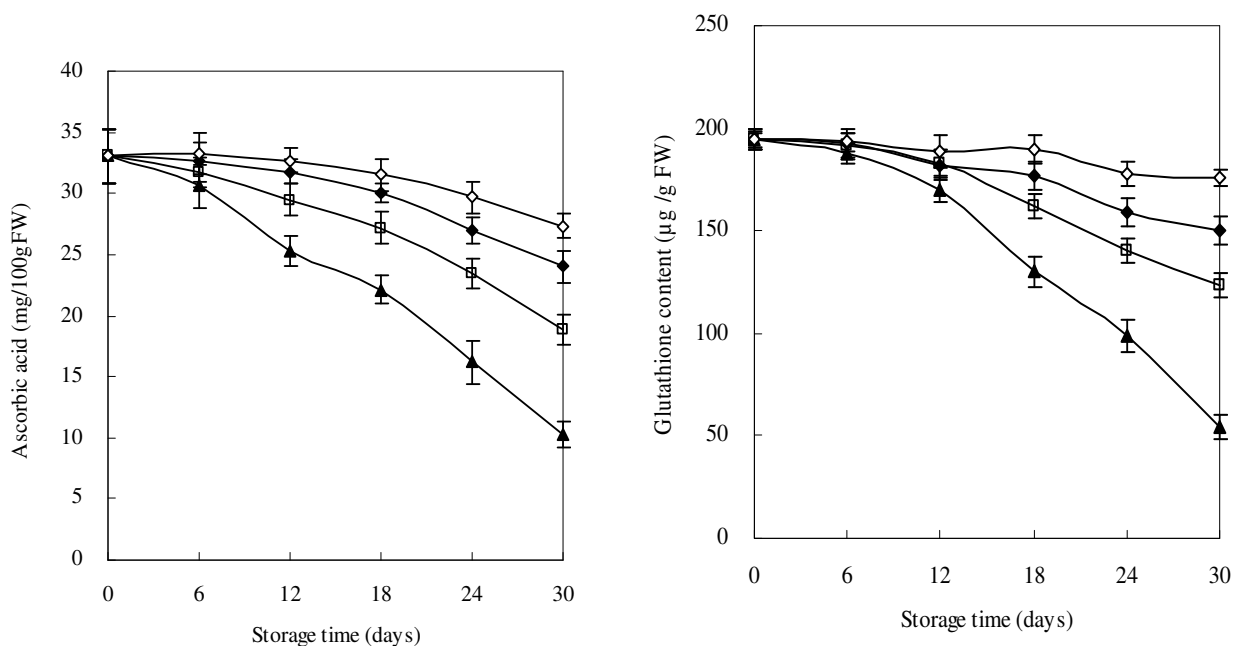 Ascorbic acid (mg/100gFW)
40
35
30
25
20
15
10
5
0
0 6 12 18 24 30
Storage time (days)
Glutathione content (µg /g FW)
250
200
150
100
50
0
0 6 12 18 24 30
Storage time (days)